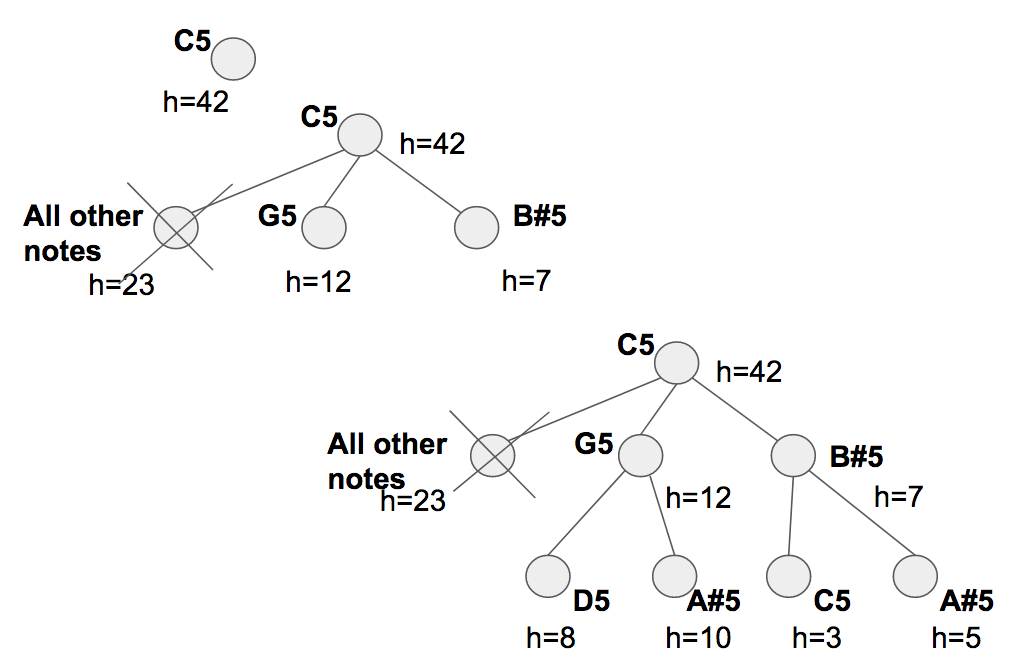 C5
h=42
C5
h=42
All other
notes
h=23
G5
h=12
B#5
h=7
C5
h=42
All other
notes
h=23
G5
h=12
B#5
h=7
D5
h=8
A#5
h=10
C5
h=3
A#5
h=5